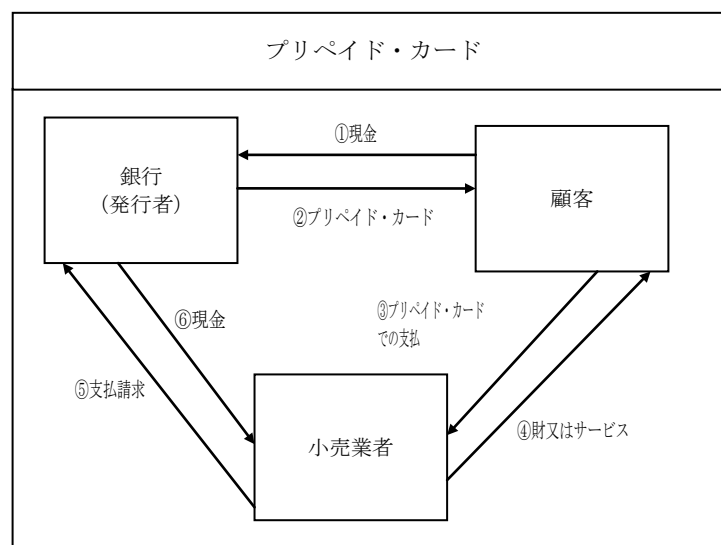 プリペイド・カード
①現金
銀行
(発行者)
顧客
②プリペイド・カード
③プリペイド・カード
での支払
⑥現金
⑤支払請求
小売業者
④財又はサービス